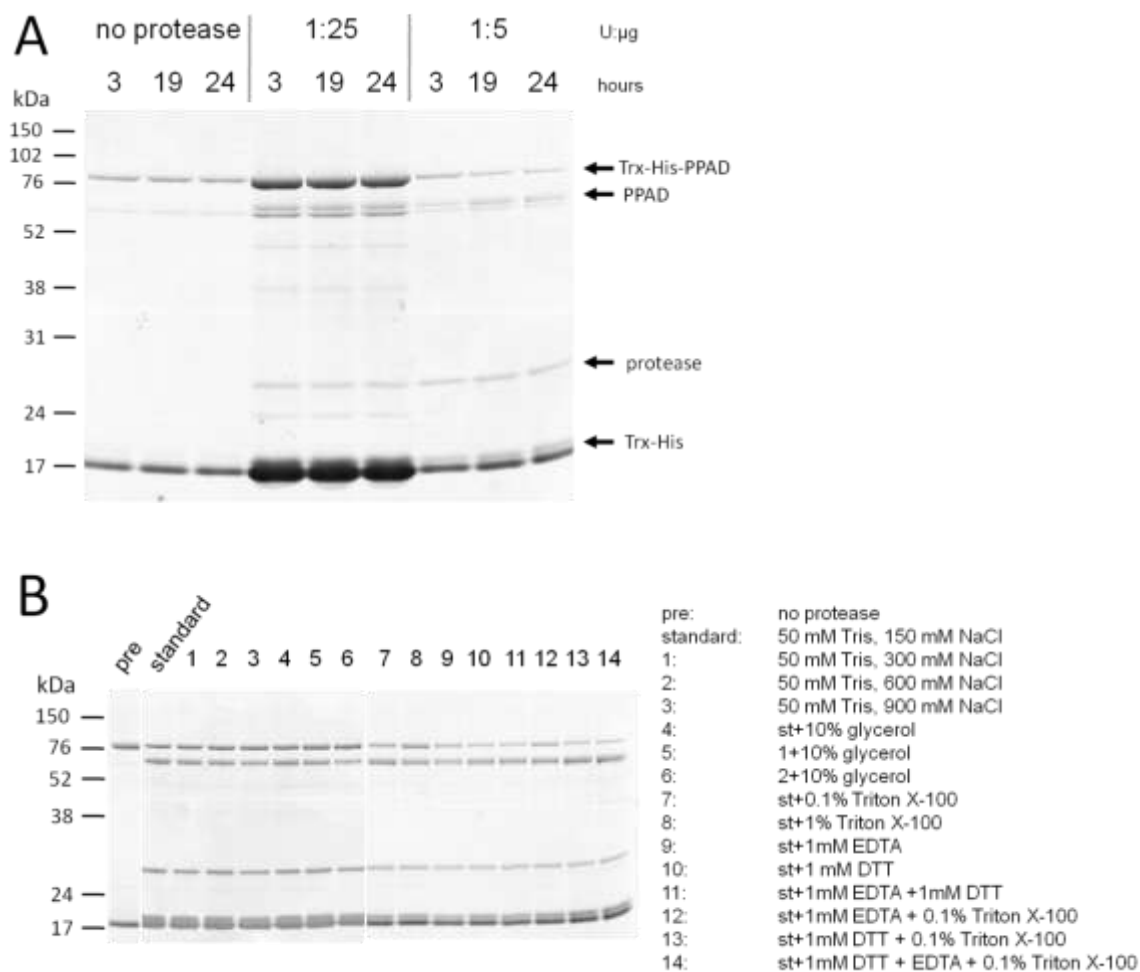 A
no protease 1:25 1:5 U:µg
3 19 24 3 19 24 3 19 24 hours
kDa
150
102
76
52
38
31
24
17
Trx-His-PPAD
PPAD
protease
Trx-His
B
pre standard 1 2 3 4 5 6 7 8 9 10 11 12 13 14
kDa
150
76
52
38
24
17
pre: no protease
standard: 50 mM Tris, 150 mM NaCl
1: 50 mM Tris, 300 mM NaCl
2: 50 mM Tris, 600 mM NaCl
3: 50 mM Tris, 900 mM NaCl
4: st+10% glycerol
5: 1+10% glycerol
6: 2+10% glycerol
7: st+0.1% Triton X-100
8: st+1% Triton X-100
9: st+1mM EDTA
10: st+1 mM DTT
11: st+1mM EDTA +1mM DTT
12: st+1mM EDTA + 0.1% Triton X-100
13: st+1mM DTT + 0.1% Triton X-100
14: st+1mM DTT + EDTA + 0.1% Triton X-100